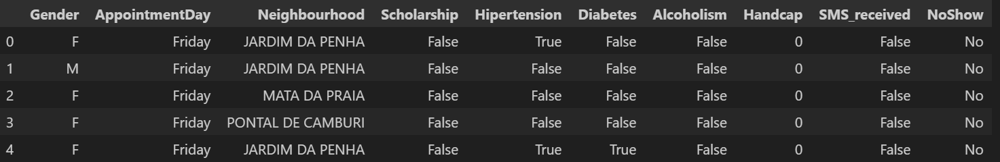 Gender AppointmentDay Neighbourhood Scholarship Hipertension Diabetes Alcoholism Handcap SMS_received NoShow
0 F Friday JARDIM DA PENHA False True False False 0 False No
1 M Friday JARDIM DA PENHA False False False False 0 False No
2 F Friday MATA DA PRAIA False False False False 0 False No
3 F Friday PONTAL DE CAMBURI False False False False 0 False No
4 F Friday JARDIM DA PENHA False True True False 0 False No